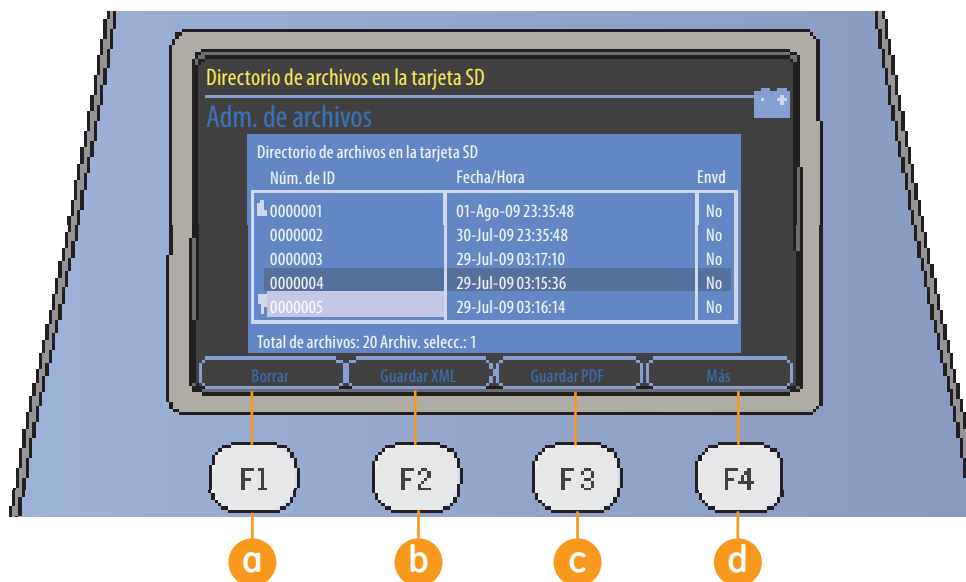 Directorio de archivos en la tarjeta SD
Adm. de archivos
Directorio de archivos en la tarjeta SD
Núm. de ID Fecha/Hora Envd
0000001 01-Ago-09 23:35:48 No
0000002 30-Jul-09 23:35:48 No
0000003 29-Jul-09 03:17:10 No
0000004 29-Jul-09 03:15:36 No
0000005 29-Jul-09 03:16:14 No
Total de archivos: 20 Archiv. selecc.: 1
Borrar Guardar XML Guardar PDF Más
F1 F2 F3 F4
a b c d